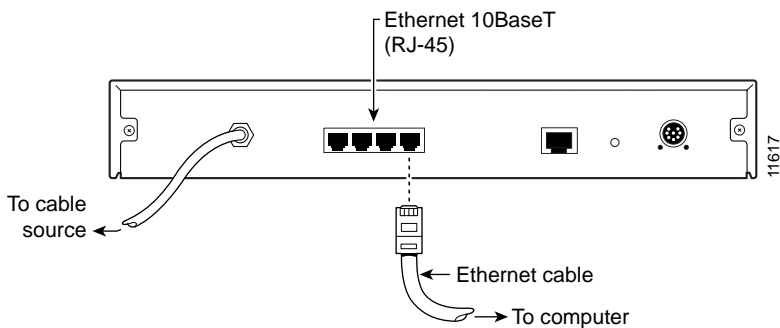 Ethernet 10BaseT
(RJ-45)
11617
To cable
source
Ethernet cable
To computer